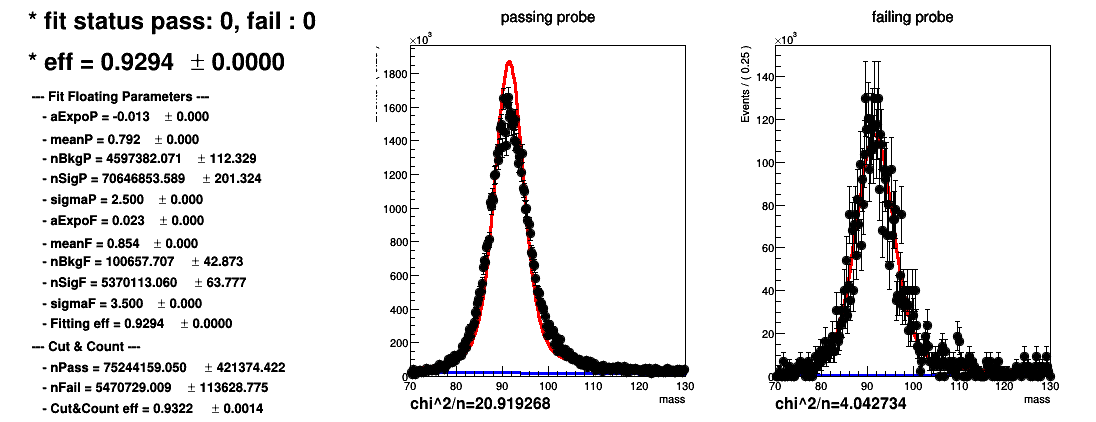 * fit status pass: 0, fail : 0
* eff = 0.9294 ± 0.0000
--- Fit Floating Parameters ---
- aExpoP = -0.013 ± 0.000
- meanP = 0.792 ± 0.000
- nBkgP = 4597382.071 ± 112.329
- nSigP = 70646853.589 ± 201.324
- sigmaP = 2.500 ± 0.000
- aExpoF = 0.023 ± 0.000
- meanF = 0.854 ± 0.000
- nBkgF = 100657.707 ± 42.873
- nSigF = 5370113.060 ± 63.777
- sigmaF = 3.500 ± 0.000
- Fitting eff = 0.9294 ± 0.0000
--- Cut & Count ---
- nPass = 75244159.050 ± 421374.422
- nFail = 5470729.009 ± 113628.775
- Cut&Count eff = 0.9322 ± 0.0014
passing probe
×10³
1800
1600
1400
1200
1000
800
600
400
200
0
70 80 90 100 110 120 130
mass
chi^2/n=20.919268
failing probe
×10³
Events / ( 0.25 )
140
120
100
80
60
40
20
0
70 80 90 100 110 120 130
mass
chi^2/n=4.042734